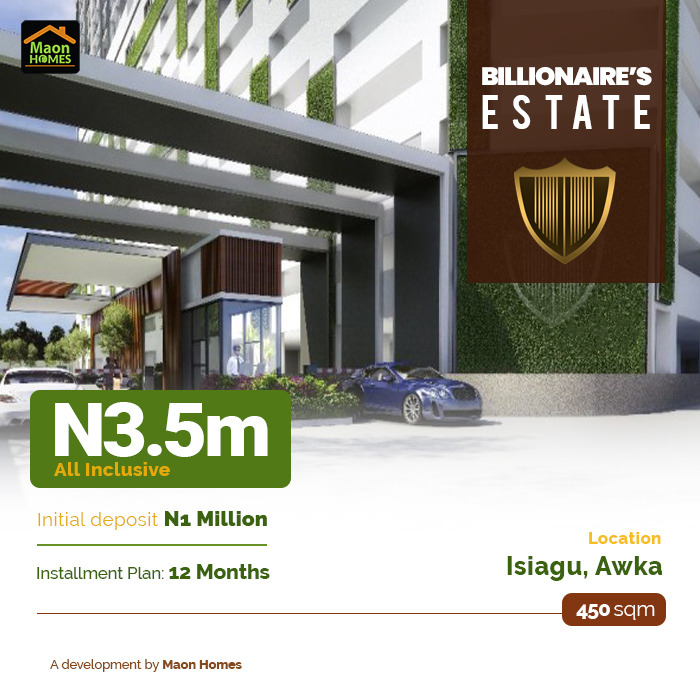 Maon
HOMES
BILLIONAIRE'S
ESTATE
N3.5m
All Inclusive
Initial deposit N1 Million
Installment Plan: 12 Months
Location
Isiagu, Awka
450 sqm
A development by Maon Homes